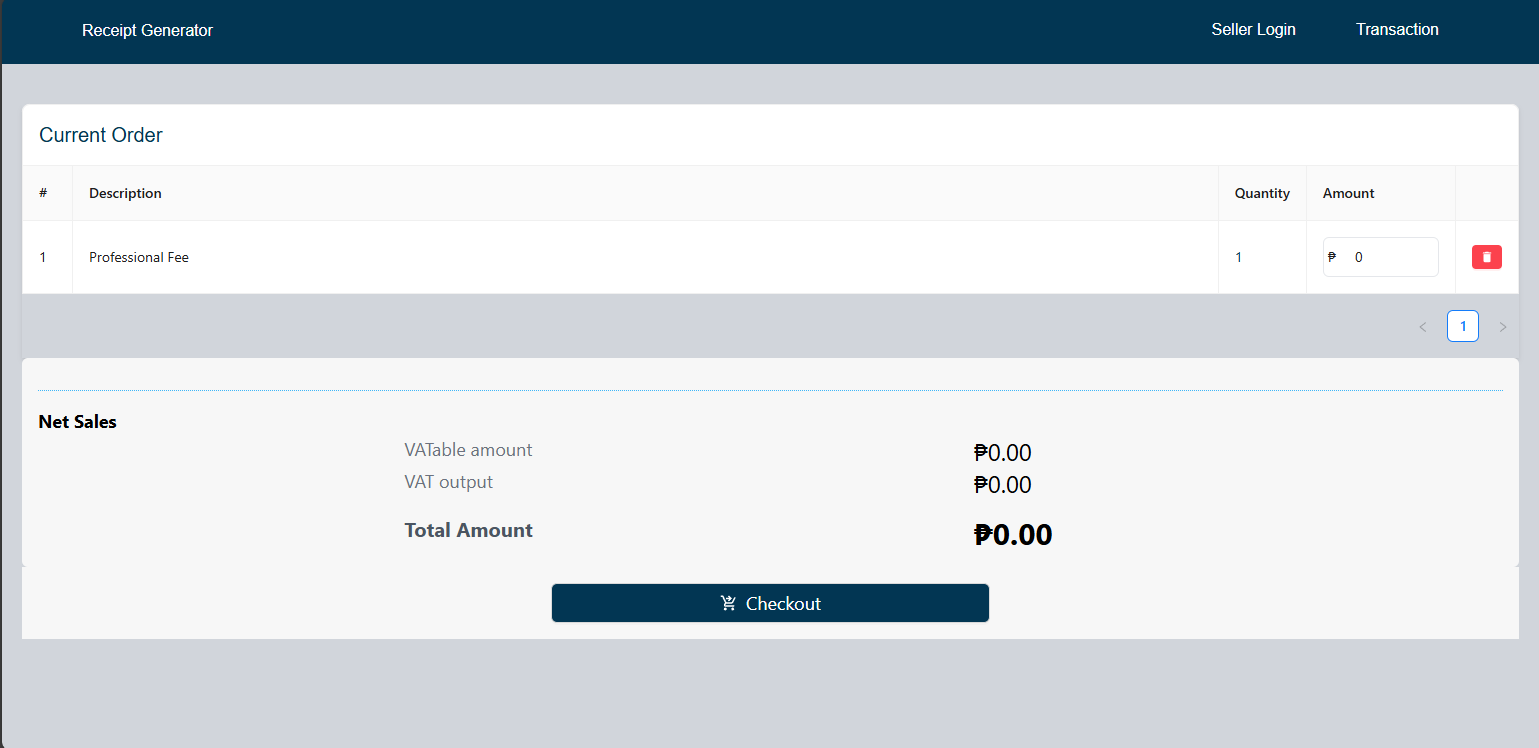 Receipt Generator
Seller Login
Transaction
Current Order
# Description Quantity Amount
1 Professional Fee 1 ₱ 0
< 1 >
Net Sales
VATable amount ₱0.00
VAT output ₱0.00
Total Amount ₱0.00
Checkout